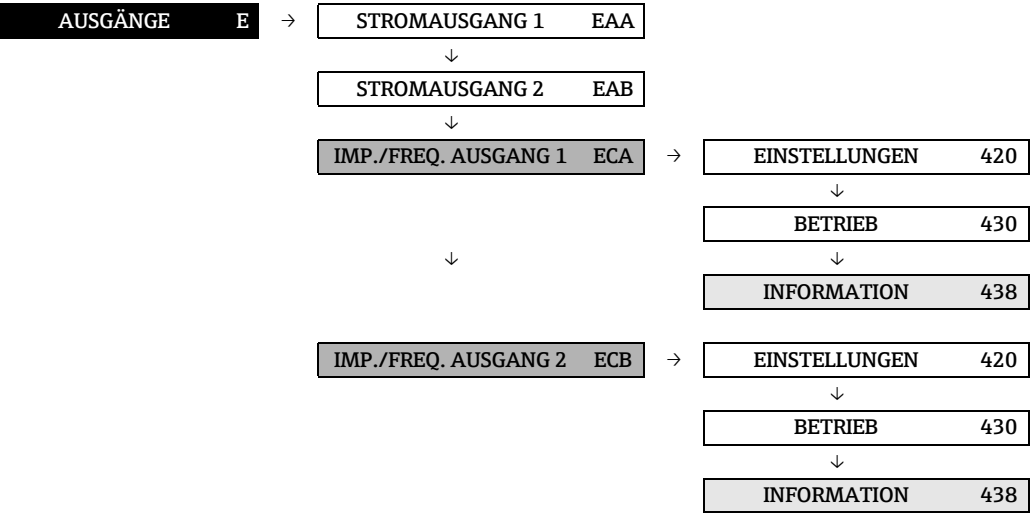 AUSGÄNGE E → STROMAUSGANG 1 EAA
↓
STROMAUSGANG 2 EAB
↓
IMP./FREQ. AUSGANG 1 ECA → EINSTELLUNGEN 420
↓
BETRIEB 430
↓ ↓
INFORMATION 438
IMP./FREQ. AUSGANG 2 ECB → EINSTELLUNGEN 420
↓
BETRIEB 430
↓
INFORMATION 438